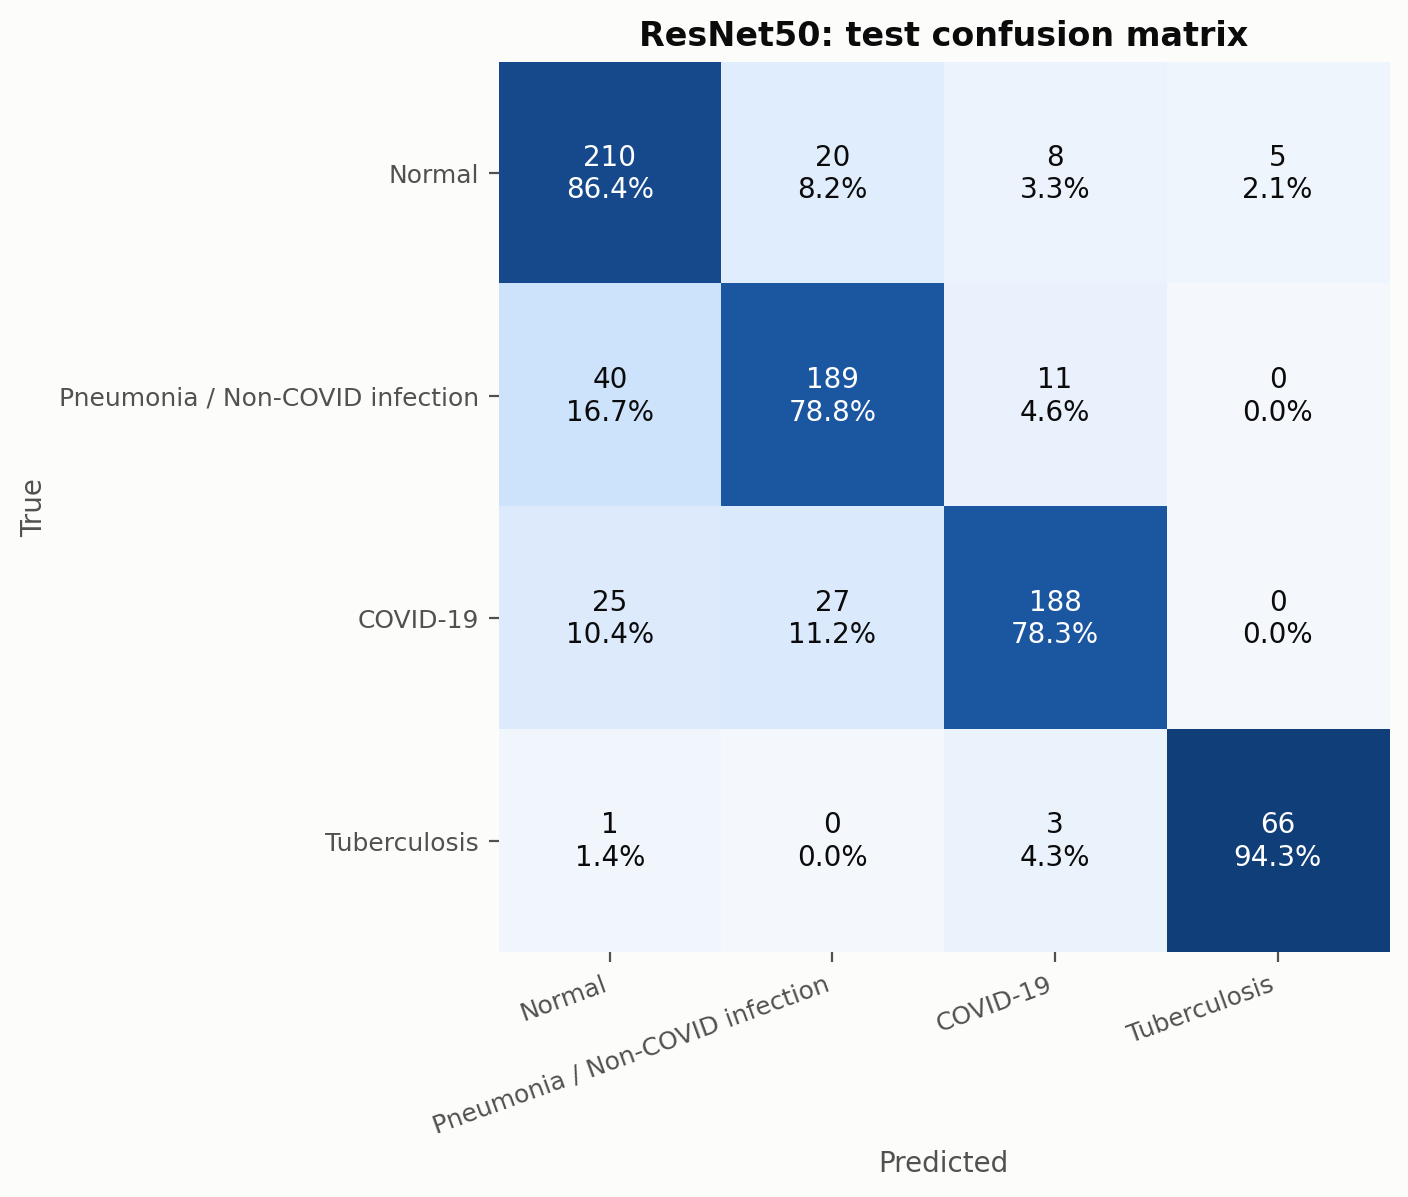 ResNet50: test confusion matrix
True
Normal
210
86.4%
20
8.2%
8
3.3%
5
2.1%
Pneumonia / Non-COVID infection
40
16.7%
189
78.8%
11
4.6%
0
0.0%
COVID-19
25
10.4%
27
11.2%
188
78.3%
0
0.0%
Tuberculosis
1
1.4%
0
0.0%
3
4.3%
66
94.3%
Normal
Pneumonia / Non-COVID infection
COVID-19
Tuberculosis
Predicted